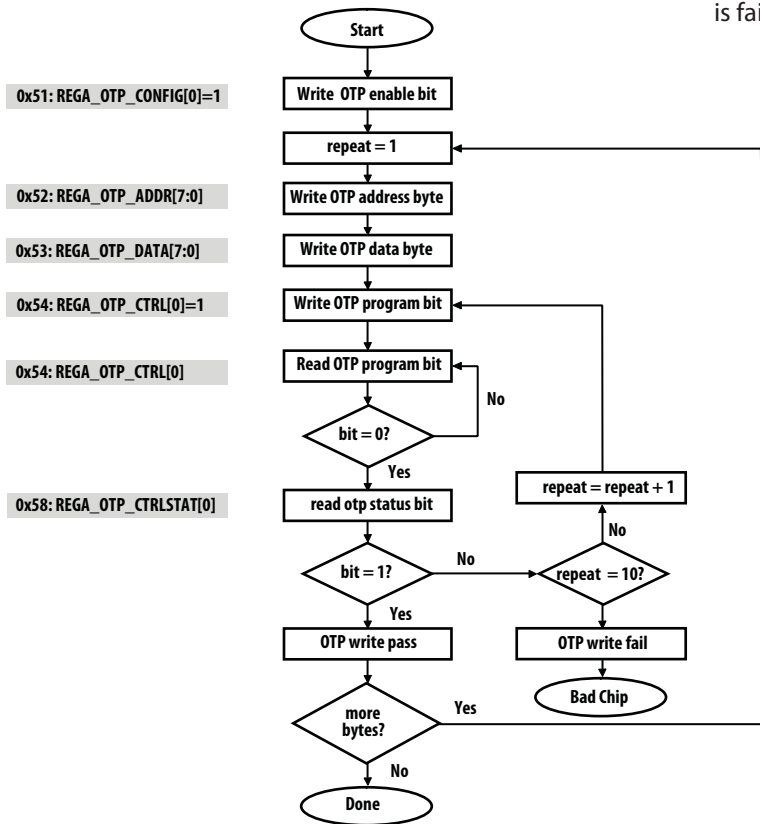 is fai
Start
0x51: REGA_OTP_CONFIG[0]=1
Write OTP enable bit
repeat = 1
0x52: REGA_OTP_ADDR[7:0]
Write OTP address byte
0x53: REGA_OTP_DATA[7:0]
Write OTP data byte
0x54: REGA_OTP_CTRL[0]=1
Write OTP program bit
0x54: REGA_OTP_CTRL[0]
Read OTP program bit
No
bit = 0?
Yes
0x58: REGA_OTP_CTRLSTAT[0]
read otp status bit
repeat = repeat + 1
No
bit = 1?
No
repeat = 10?
Yes
OTP write pass
OTP write fail
Bad Chip
more
bytes?
Yes
No
Done